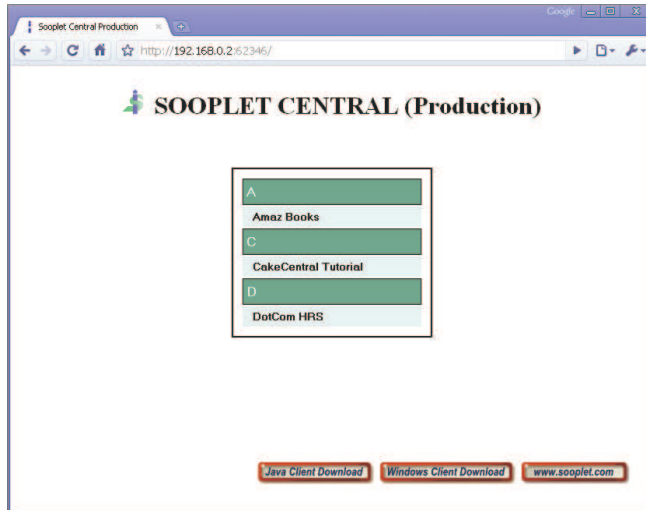 Google
Sooplet Central Production
http://192.168.0.2:62346/
SOOPLET CENTRAL (Production)
A
Amaz Books
C
CakeCentral Tutorial
D
DotCom HRS
Java Client Download Windows Client Download www.sooplet.com